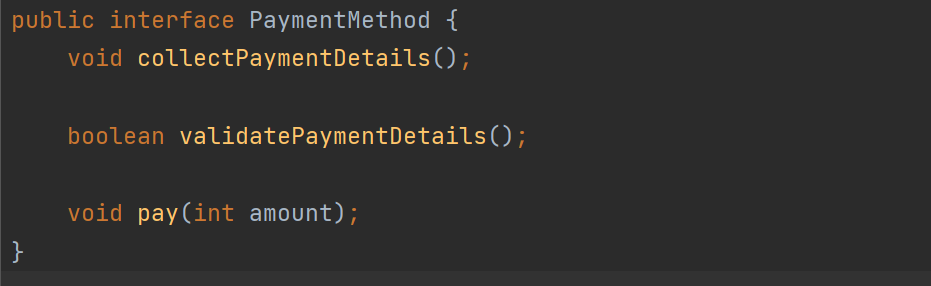 public interface PaymentMethod {
    void collectPaymentDetails();
    boolean validatePaymentDetails();
    void pay(int amount);
}